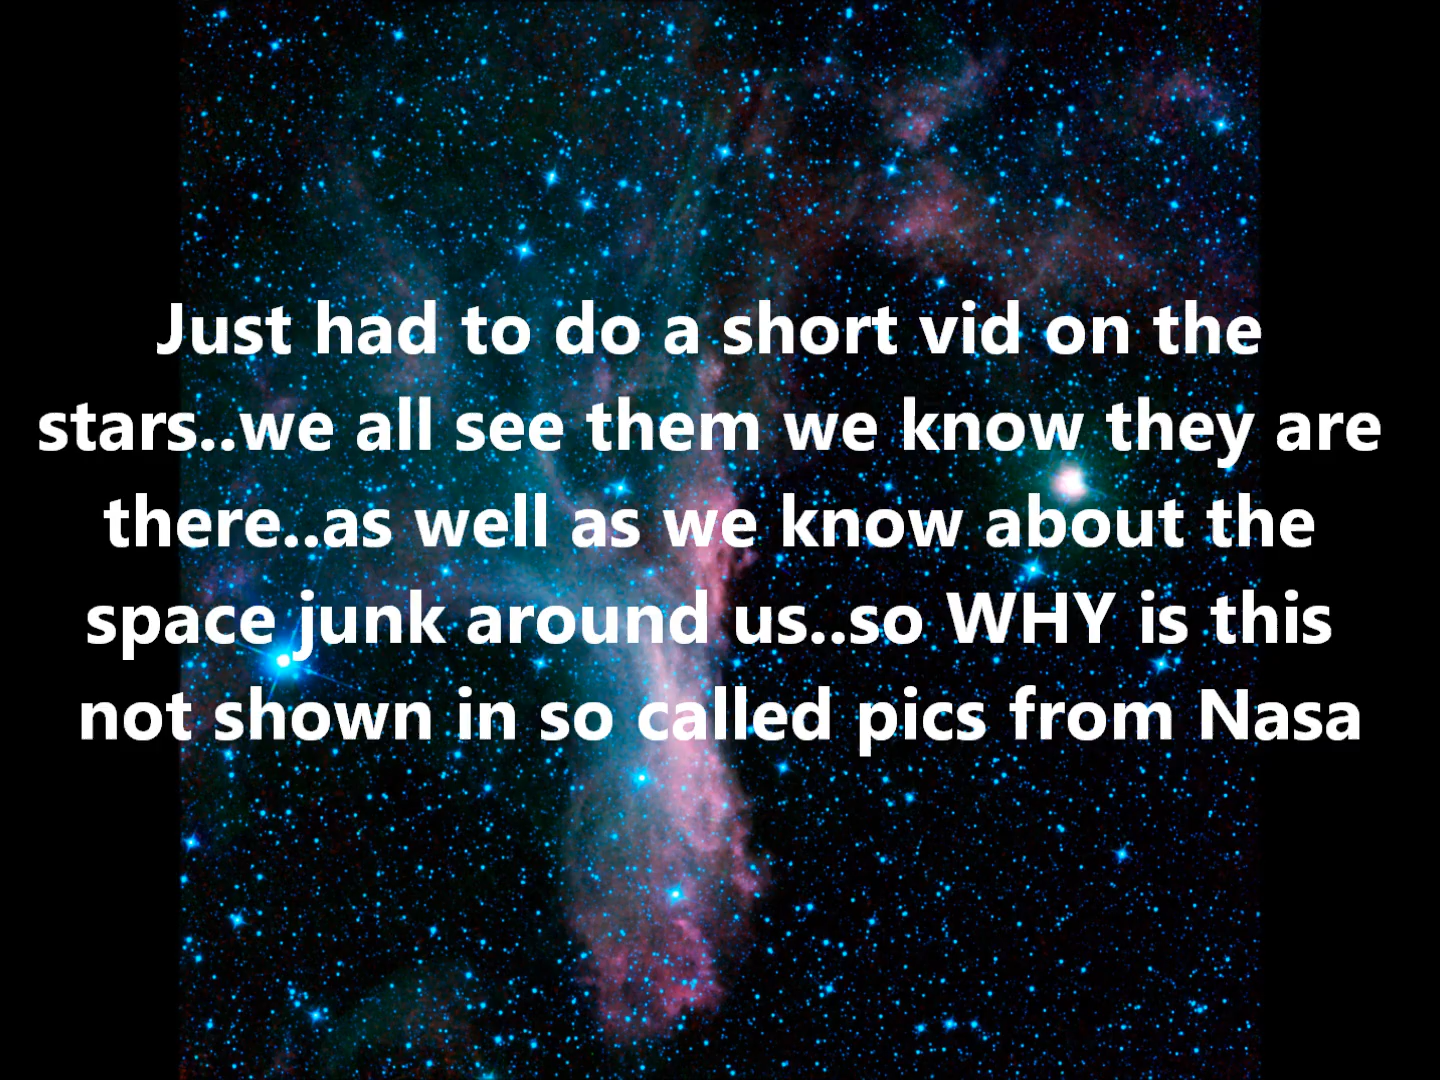 Just had to do a short vid on the
stars..we all see them we know they are
there..as well as we know about the
space junk around us..so WHY is this
not shown in so called pics from Nasa